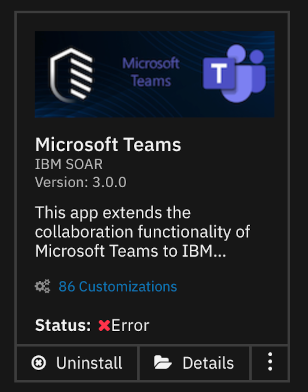 Microsoft
Teams
T
Microsoft Teams
IBM SOAR
Version: 3.0.0
This app extends the
collaboration functionality of
Microsoft Teams to IBM...
86 Customizations
Status: Error
Uninstall Details